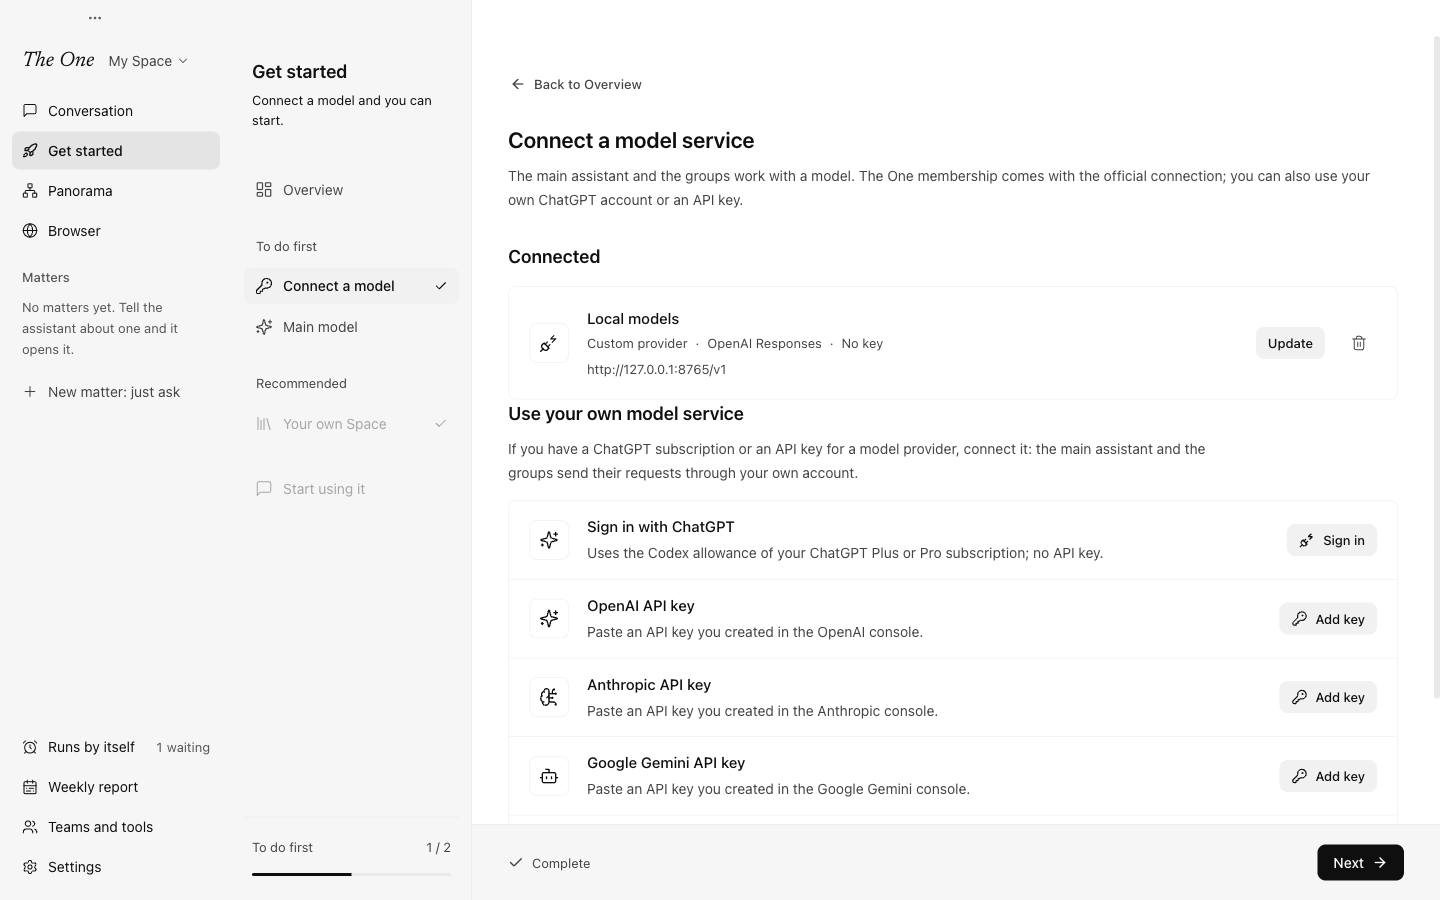 The One
My Space
Conversation
Get started
Panorama
Browser
Matters
No matters yet. Tell the
assistant about one and it
opens it.
New matter: just ask
Runs by itself
1 waiting
Weekly report
Teams and tools
Settings
Get started
Connect a model and you can
start.
Overview
To do first
Connect a model
Main model
Recommended
Your own Space
Start using it
To do first
1 / 2
Back to Overview
Connect a model service
The main assistant and the groups work with a model. The One membership comes with the official connection; you can also use your
own ChatGPT account or an API key.
Connected
Local models
Custom provider · OpenAI Responses · No key
http://127.0.0.1:8765/v1
Update
Use your own model service
If you have a ChatGPT subscription or an API key for a model provider, connect it: the main assistant and the
groups send their requests through your own account.
Sign in with ChatGPT
Uses the Codex allowance of your ChatGPT Plus or Pro subscription; no API key.
Sign in
OpenAI API key
Paste an API key you created in the OpenAI console.
Add key
Anthropic API key
Paste an API key you created in the Anthropic console.
Add key
Google Gemini API key
Paste an API key you created in the Google Gemini console.
Add key
Complete
Next